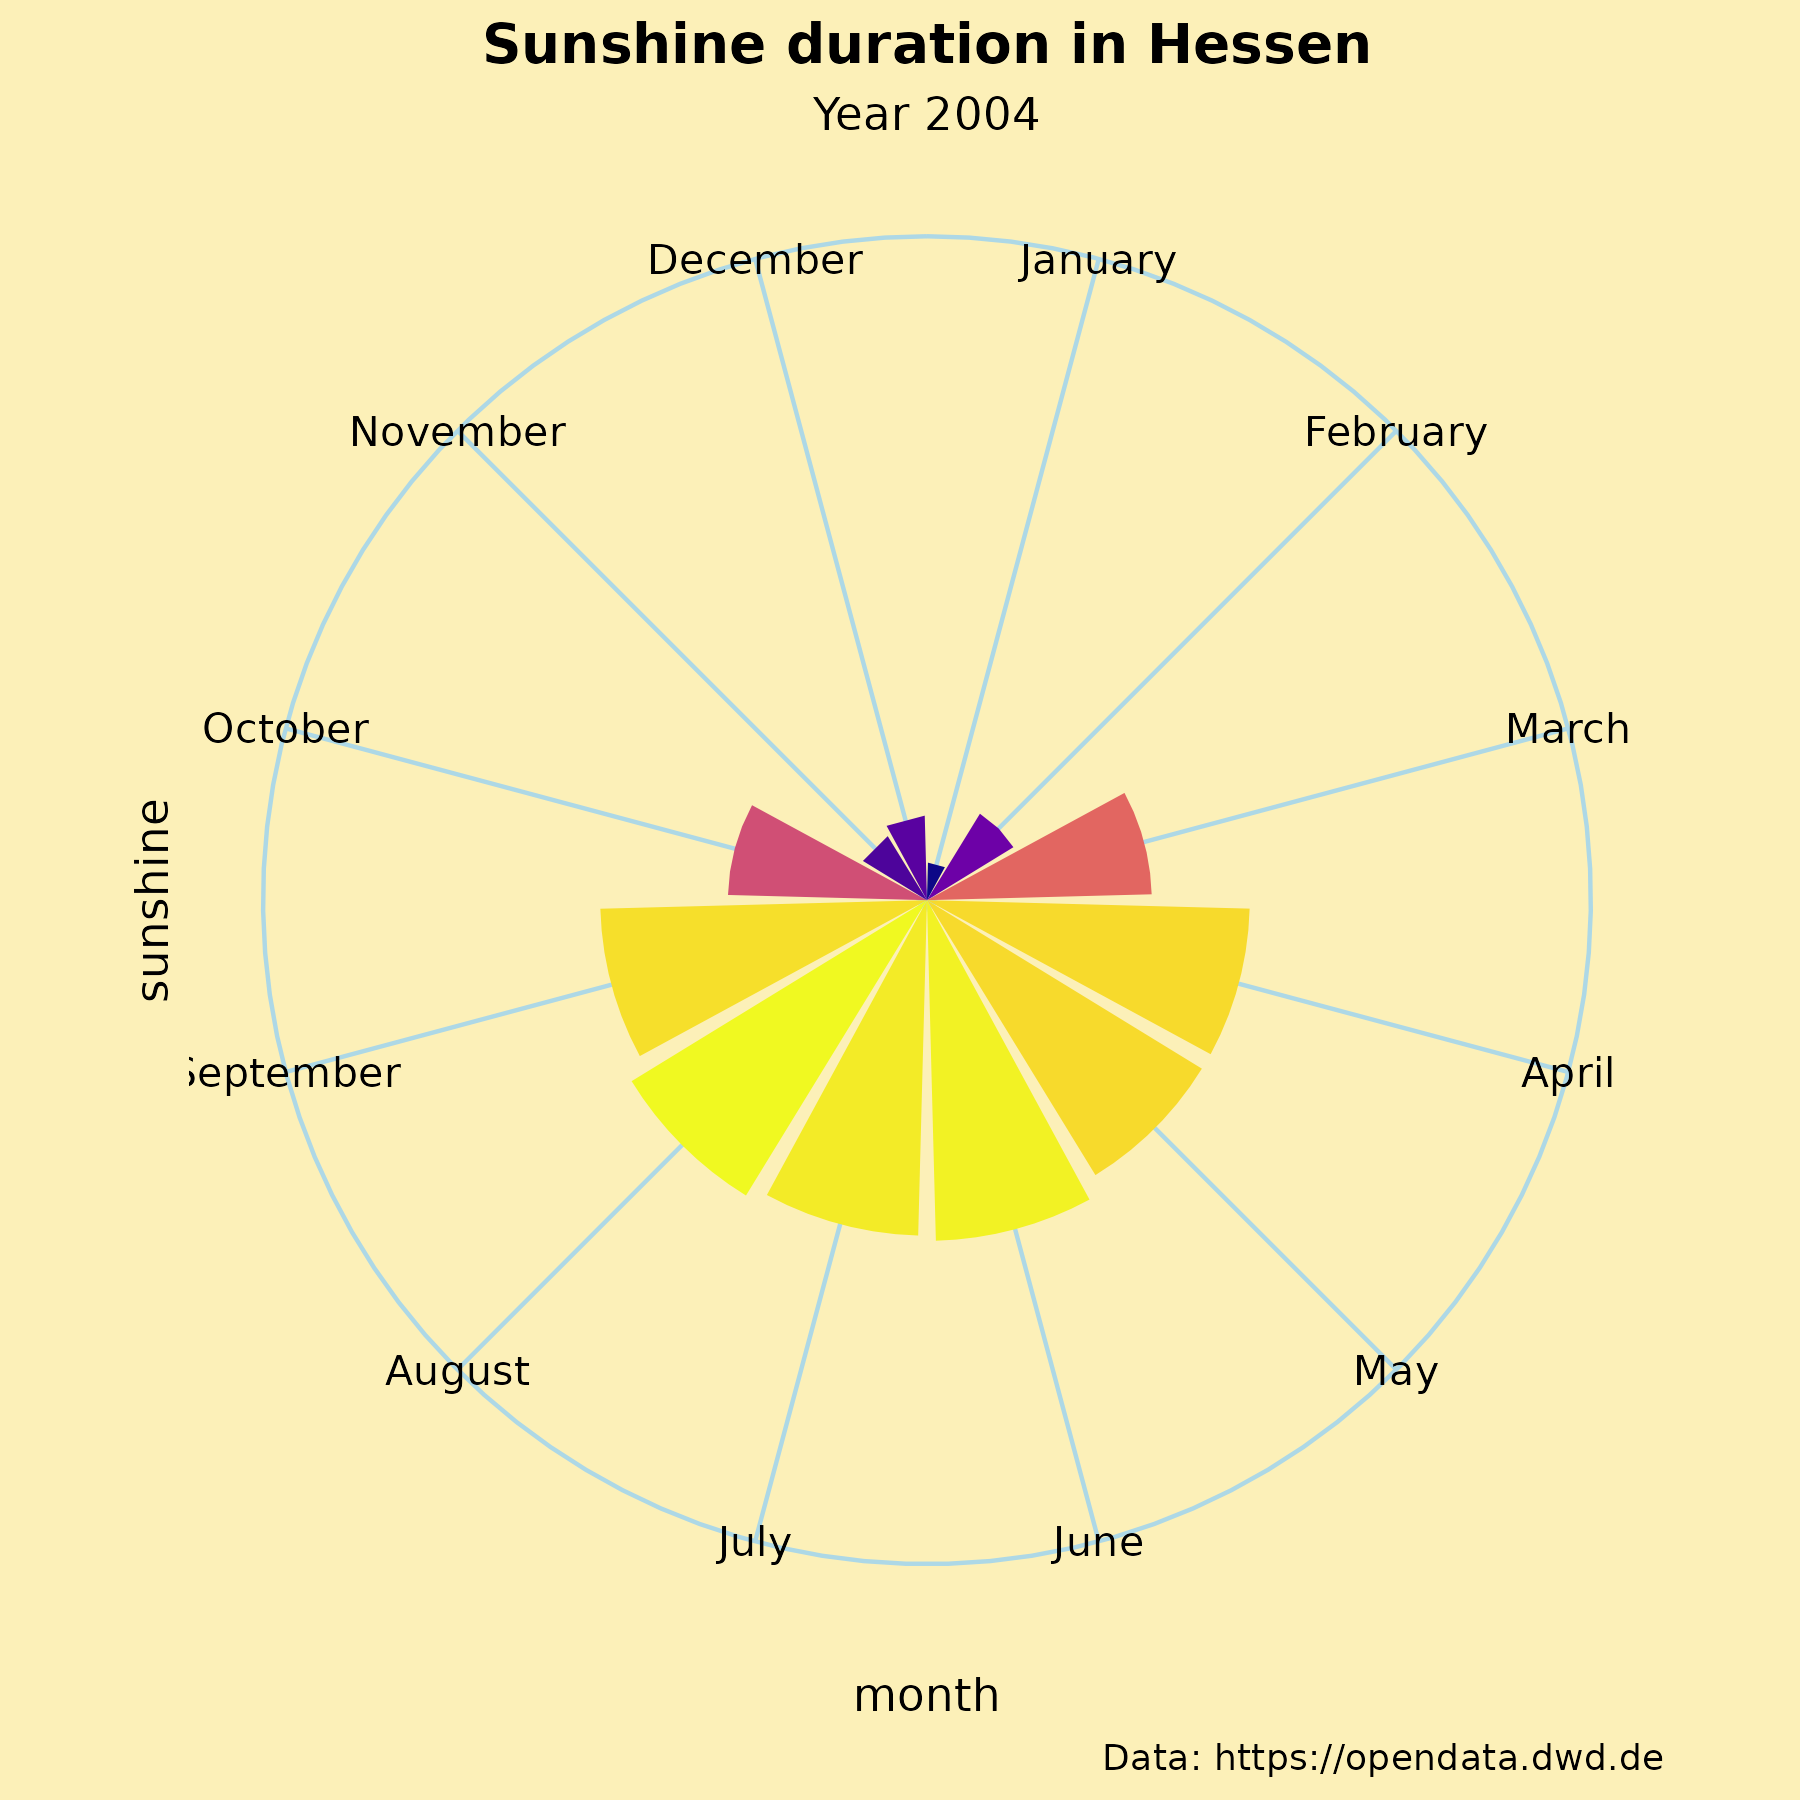 Sunshine duration in Hessen
Year 2004
December
January
November
February
October
March
sunshine
September
April
August
May
July
June
month
Data: https://opendata.dwd.de